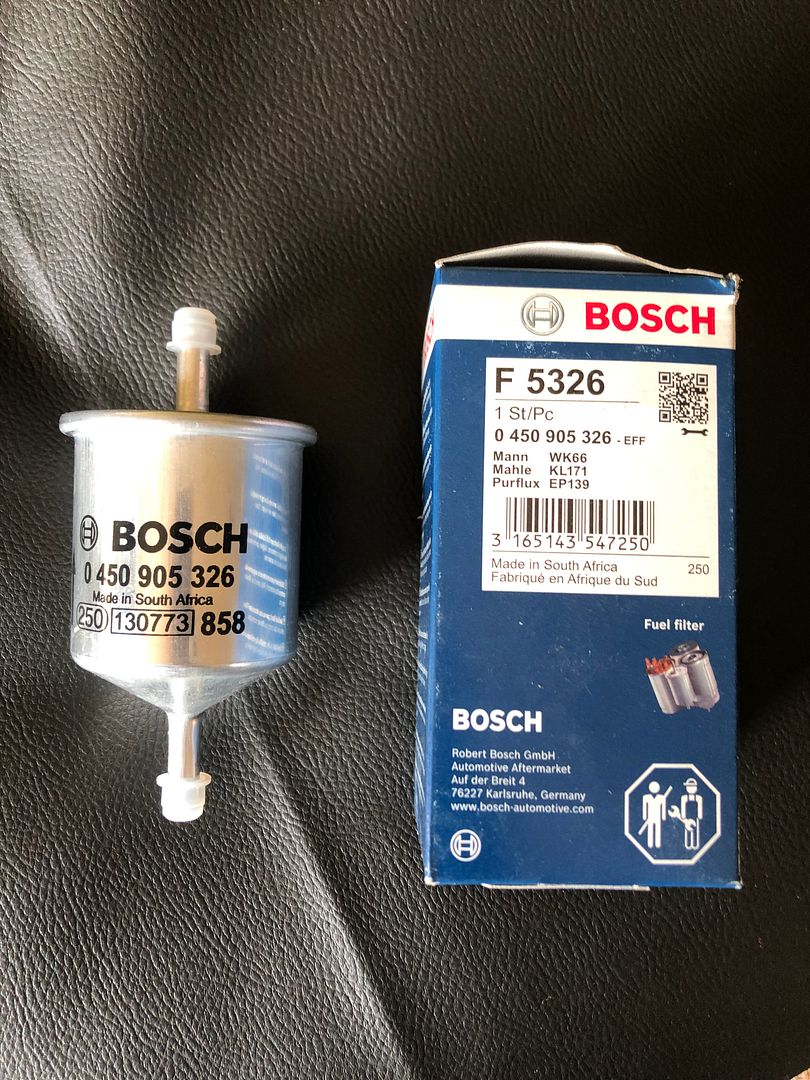 BOSCH
0 450 905 326
Made in South Africa
250 130773 858
BOSCH
F 5326
1 St/Pc
0 450 905 326 - EFF
Mann WK66
Mahle KL171
Purflux EP139
3 165143 547250
Made in South Africa 250
Fabriqué en Afrique du Sud
Fuel filter
BOSCH
Robert Bosch GmbH
Automotive Aftermarket
Auf der Breit 4
76227 Karlsruhe, Germany
www.bosch-automotive.com